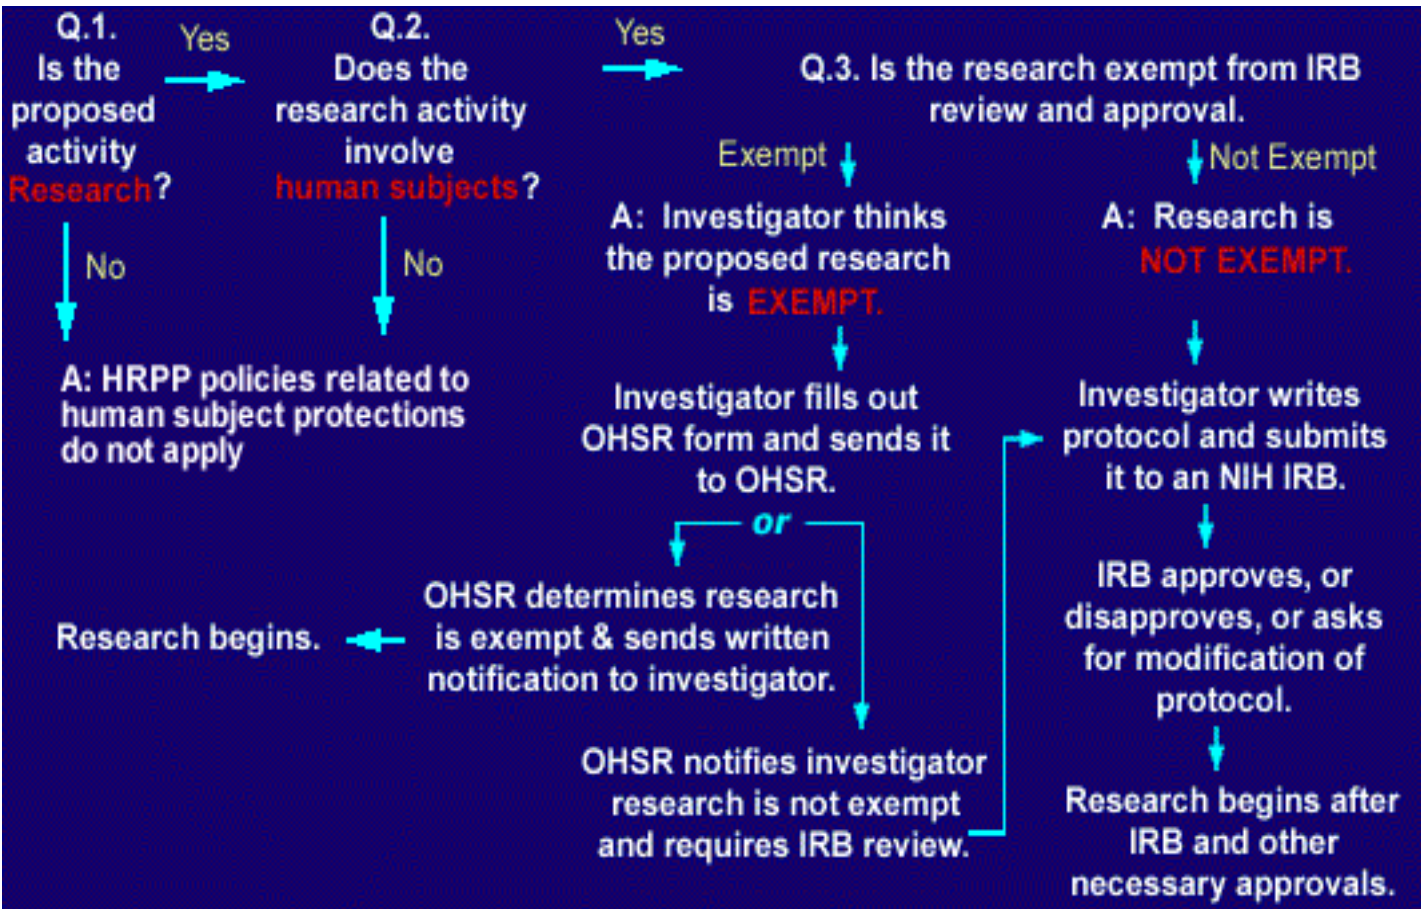 Q.1.
Is the
proposed
activity
Research?
Yes
No
Q.2.
Does the
research activity
involve
human subjects?
Yes
No
A: HRPP policies related to
human subject protections
do not apply
Q.3. Is the research exempt from IRB
review and approval.
Exempt
A: Investigator thinks
the proposed research
is EXEMPT.
Investigator fills out
OHSR form and sends it
to OHSR.
or
OHSR determines research
is exempt & sends written
notification to investigator.
Research begins.
OHSR notifies investigator
research is not exempt
and requires IRB review.
Not Exempt
A: Research is
NOT EXEMPT.
Investigator writes
protocol and submits
it to an NIH IRB.
IRB approves, or
disapproves, or asks
for modification of
protocol.
Research begins after
IRB and other
necessary approvals.